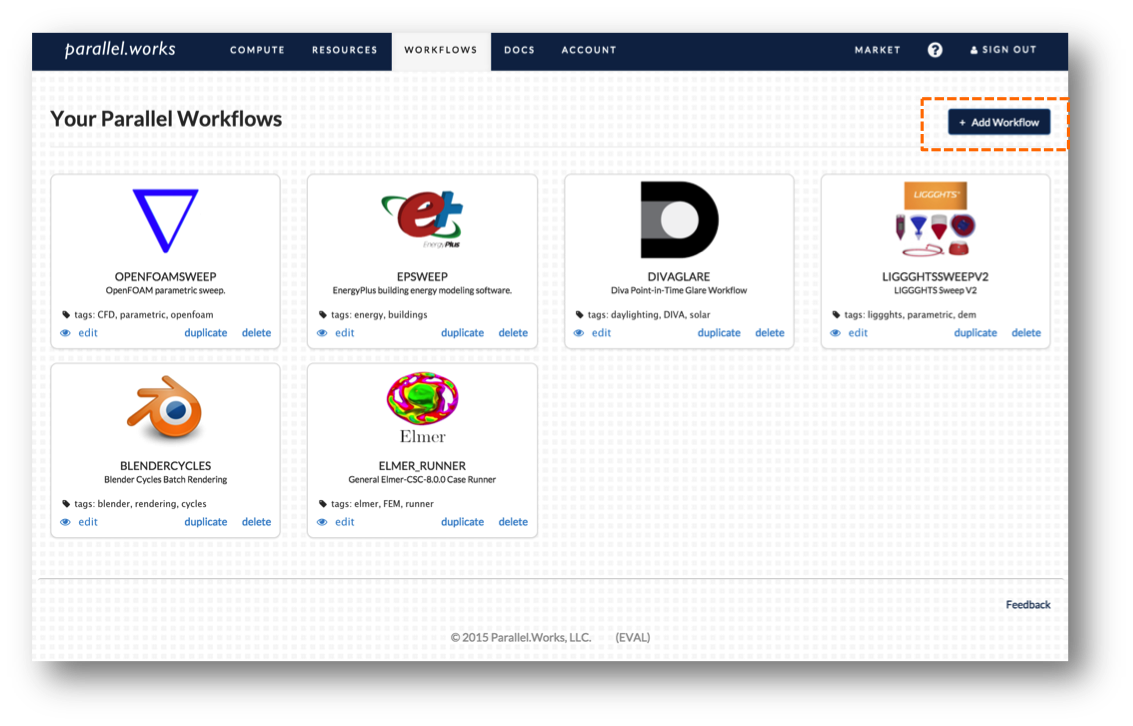 parallel.works COMPUTE RESOURCES WORKFLOWS DOCS ACCOUNT MARKET ? SIGN OUT
Your Parallel Workflows
+ Add Workflow
OPENFOAMSWEEP
OpenFOAM parametric sweep.
tags: CFD, parametric, openfoam
edit duplicate delete
et+
EnergyPlus
EPSWEEP
EnergyPlus building energy modeling software.
tags: energy, buildings
edit duplicate delete
DIVAGLARE
Diva Point-in-Time Glare Workflow
tags: daylighting, DIVA, solar
edit duplicate delete
LIGGGHTS
LIGGGHTSSWEEPV2
LIGGGHTS Sweep V2
tags: liggghts, parametric, dem
edit duplicate delete
BLENDERCYCLES
Blender Cycles Batch Rendering
tags: blender, rendering, cycles
edit duplicate delete
Elmer
ELMER_RUNNER
General Elmer-CSC-8.0.0 Case Runner
tags: elmer, FEM, runner
edit duplicate delete
Feedback
© 2015 Parallel.Works, LLC. (EVAL)